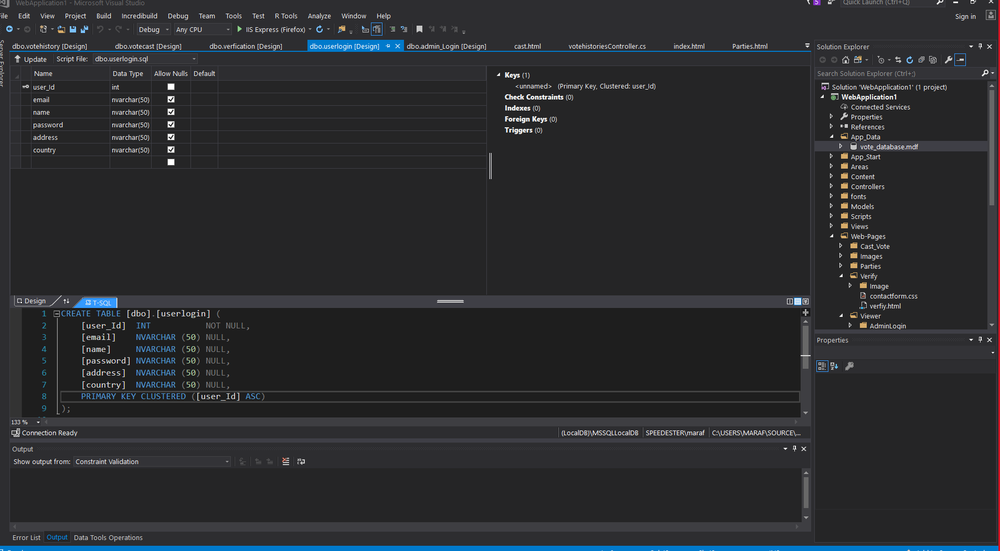 WebApplication1 - Microsoft Visual Studio
5
Quick Launch (Ctrl+Q)
File Edit View Project Build Incredibuild Debug Team Tools Test R Tools Analyze Window Help
Sign in
Debug Any CPU IIS Express (Firefox)
Server Explorer
dbo.votehistory [Design] dbo.votecast [Design] dbo.verfication [Design] dbo.userlogin [Design] dbo.admin_Login [Design] cast.html votehistoriesController.cs index.html Parties.html
Update Script File: dbo.userlogin.sql
Name Data Type Allow Nulls Default
user_Id int
email nvarchar(50)
name nvarchar(50)
password nvarchar(50)
address nvarchar(50)
country nvarchar(50)
Keys (1)
<unnamed> (Primary Key, Clustered: user_Id)
Check Constraints (0)
Indexes (0)
Foreign Keys (0)
Triggers (0)
Design T-SQL
1 CREATE TABLE [dbo].[userlogin] (
2 [user_Id] INT NOT NULL,
3 [email] NVARCHAR (50) NULL,
4 [name] NVARCHAR (50) NULL,
5 [password] NVARCHAR (50) NULL,
6 [address] NVARCHAR (50) NULL,
7 [country] NVARCHAR (50) NULL,
8 PRIMARY KEY CLUSTERED ([user_Id] ASC)
9 );
133 %
Connection Ready
(LocalDB)\MSSQLLocalDB SPEEDESTER\maraf C:\USERS\MARAF\SOURCE\...
Output
Show output from: Constraint Validation
Error List Output Data Tools Operations
Solution Explorer
Search Solution Explorer (Ctrl+;)
Solution 'WebApplication1' (1 project)
WebApplication1
Connected Services
Properties
References
App_Data
vote_database.mdf
App_Start
Areas
Content
Controllers
fonts
Models
Scripts
Views
Web-Pages
Cast_Vote
Images
Parties
Verify
Image
contactform.css
verfiy.html
Viewer
AdminLogin
Properties